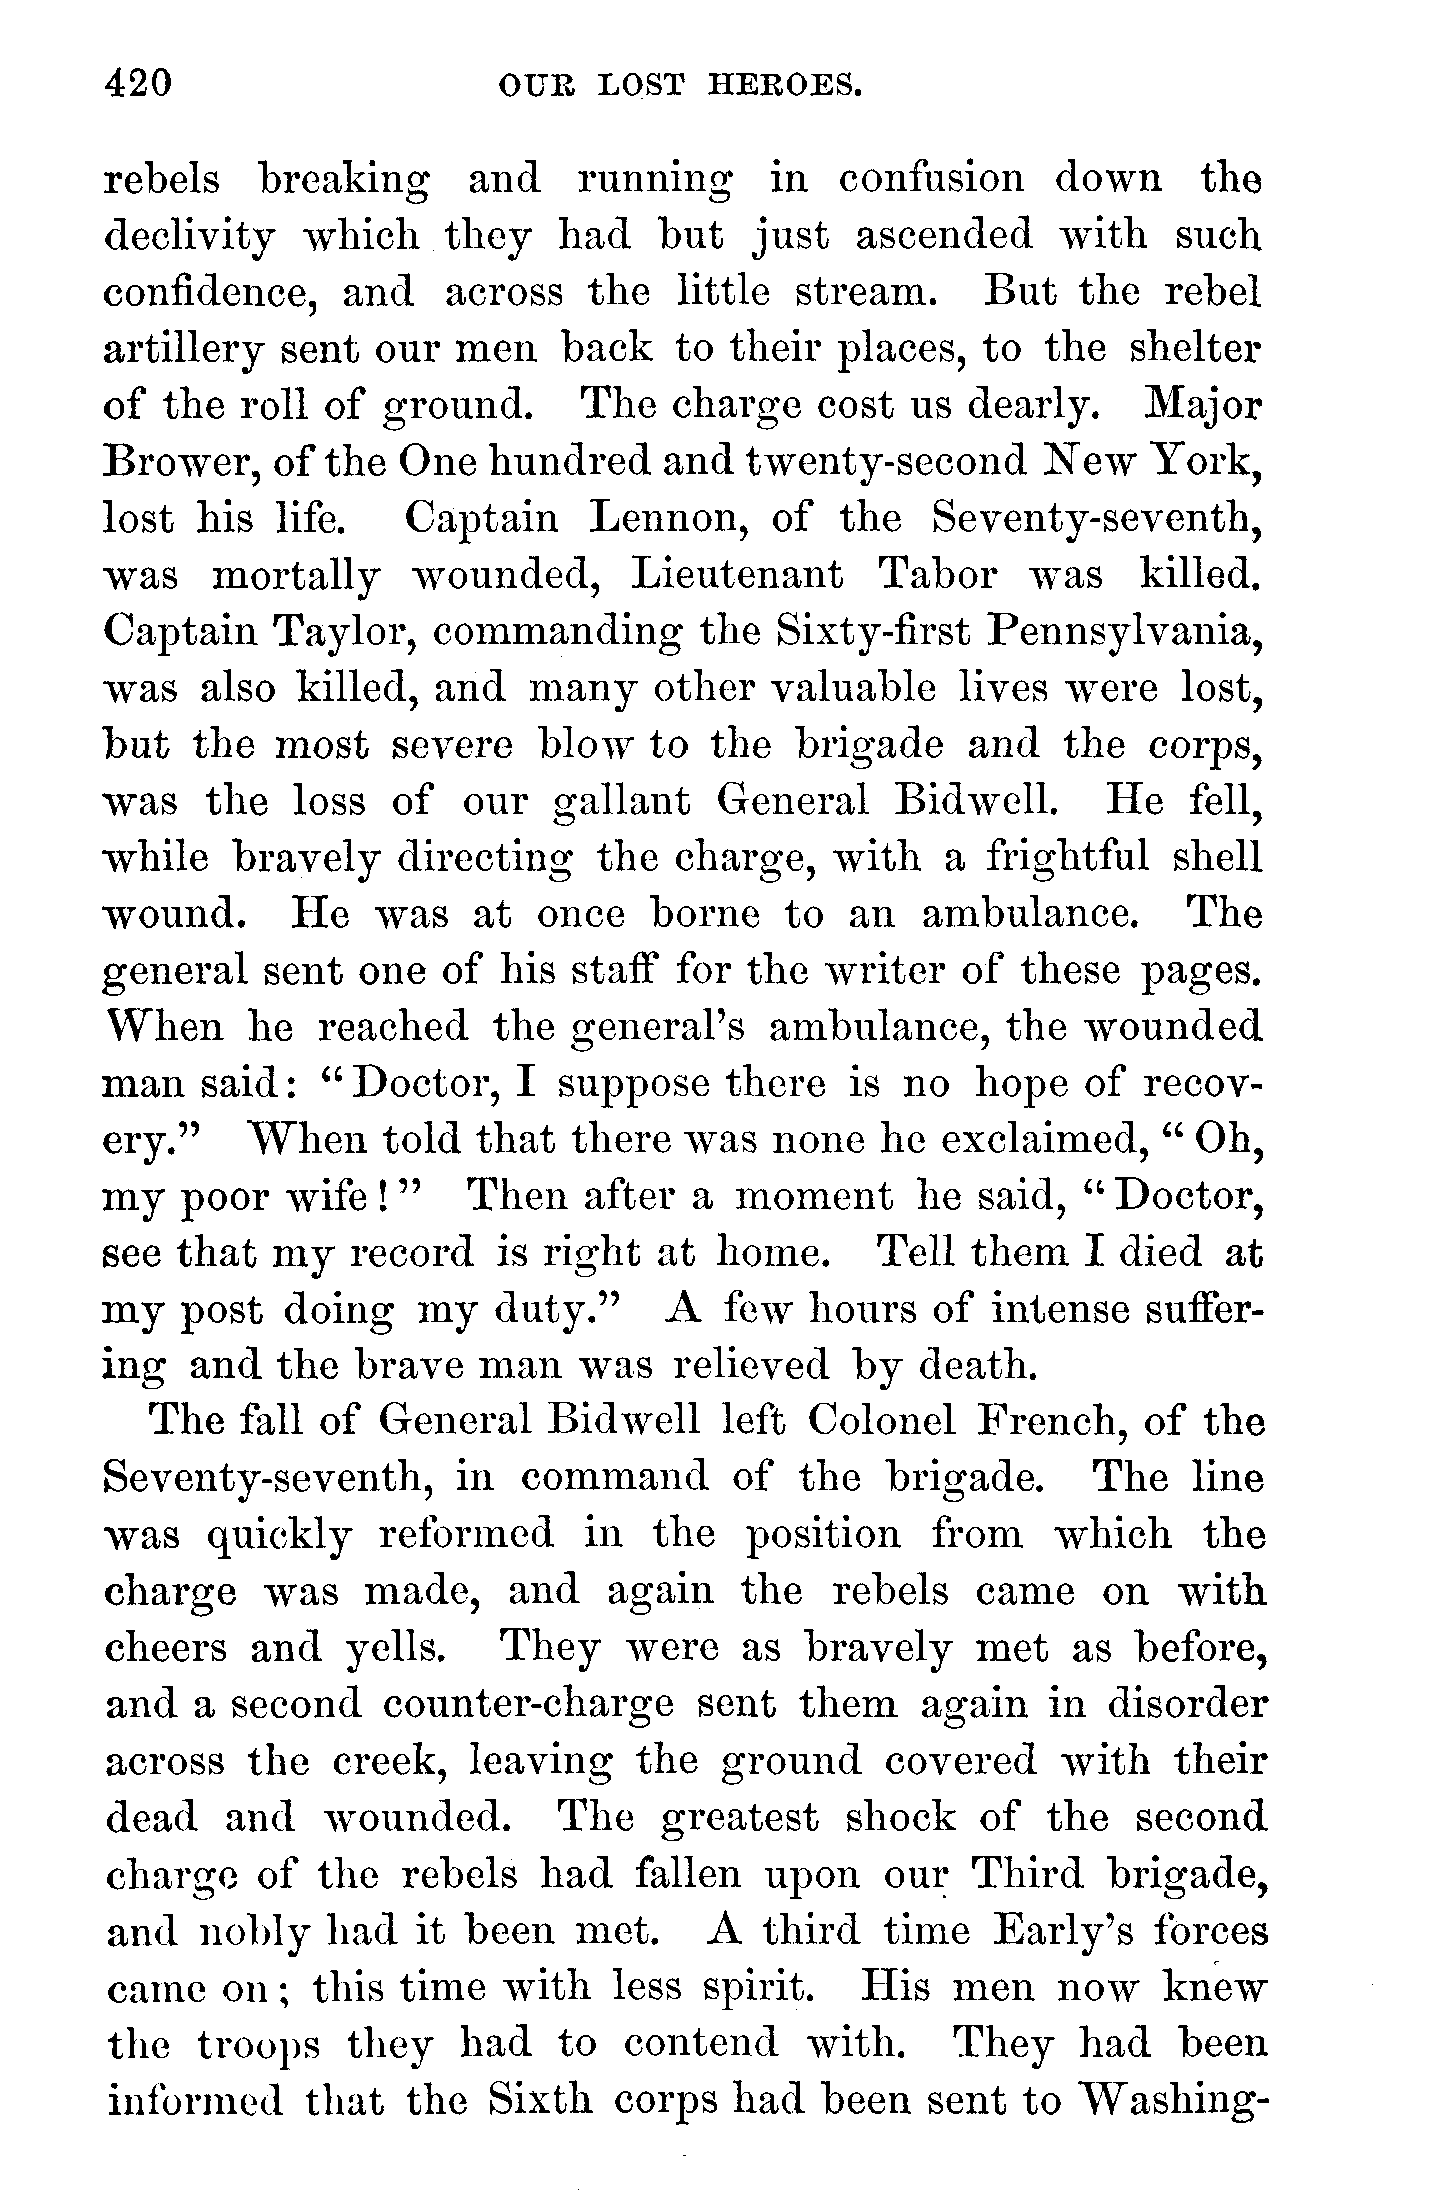 420 OUR LOST HEROES.
rebels breaking and running in confusion down the
declivity which they had but just ascended with such
confidence, and across the little stream. But the rebel
artillery sent our men back to their places, to the shelter
of the roll of ground. The charge cost us dearly. Major
Brower, of the One hundred and twenty-second New York,
lost his life. Captain Lennon, of the Seventy-seventh,
was mortally wounded, Lieutenant Tabor was killed.
Captain Taylor, commanding the Sixty-first Pennsylvania,
was also killed, and many other valuable lives were lost,
but the most severe blow to the brigade and the corps,
was the loss of our gallant General Bidwell. He fell,
while bravely directing the charge, with a frightful shell
wound. He was at once borne to an ambulance. The
general sent one of his staff for the writer of these pages.
When he reached the general's ambulance, the wounded
man said: "Doctor, I suppose there is no hope of recov-
ery." When told that there was none he exclaimed, "Oh,
my poor wife!" Then after a moment he said, "Doctor,
see that my record is right at home. Tell them I died at
my post doing my duty." A few hours of intense suffer-
ing and the brave man was relieved by death.
The fall of General Bidwell left Colonel French, of the
Seventy-seventh, in command of the brigade. The line
was quickly reformed in the position from which the
charge was made, and again the rebels came on with
cheers and yells. They were as bravely met as before,
and a second counter-charge sent them again in disorder
across the creek, leaving the ground covered with their
dead and wounded. The greatest shock of the second
charge of the rebels had fallen upon our Third brigade,
and nobly had it been met. A third time Early's forces
came on; this time with less spirit. His men now knew
the troops they had to contend with. They had been
informed that the Sixth corps had been sent to Washing-